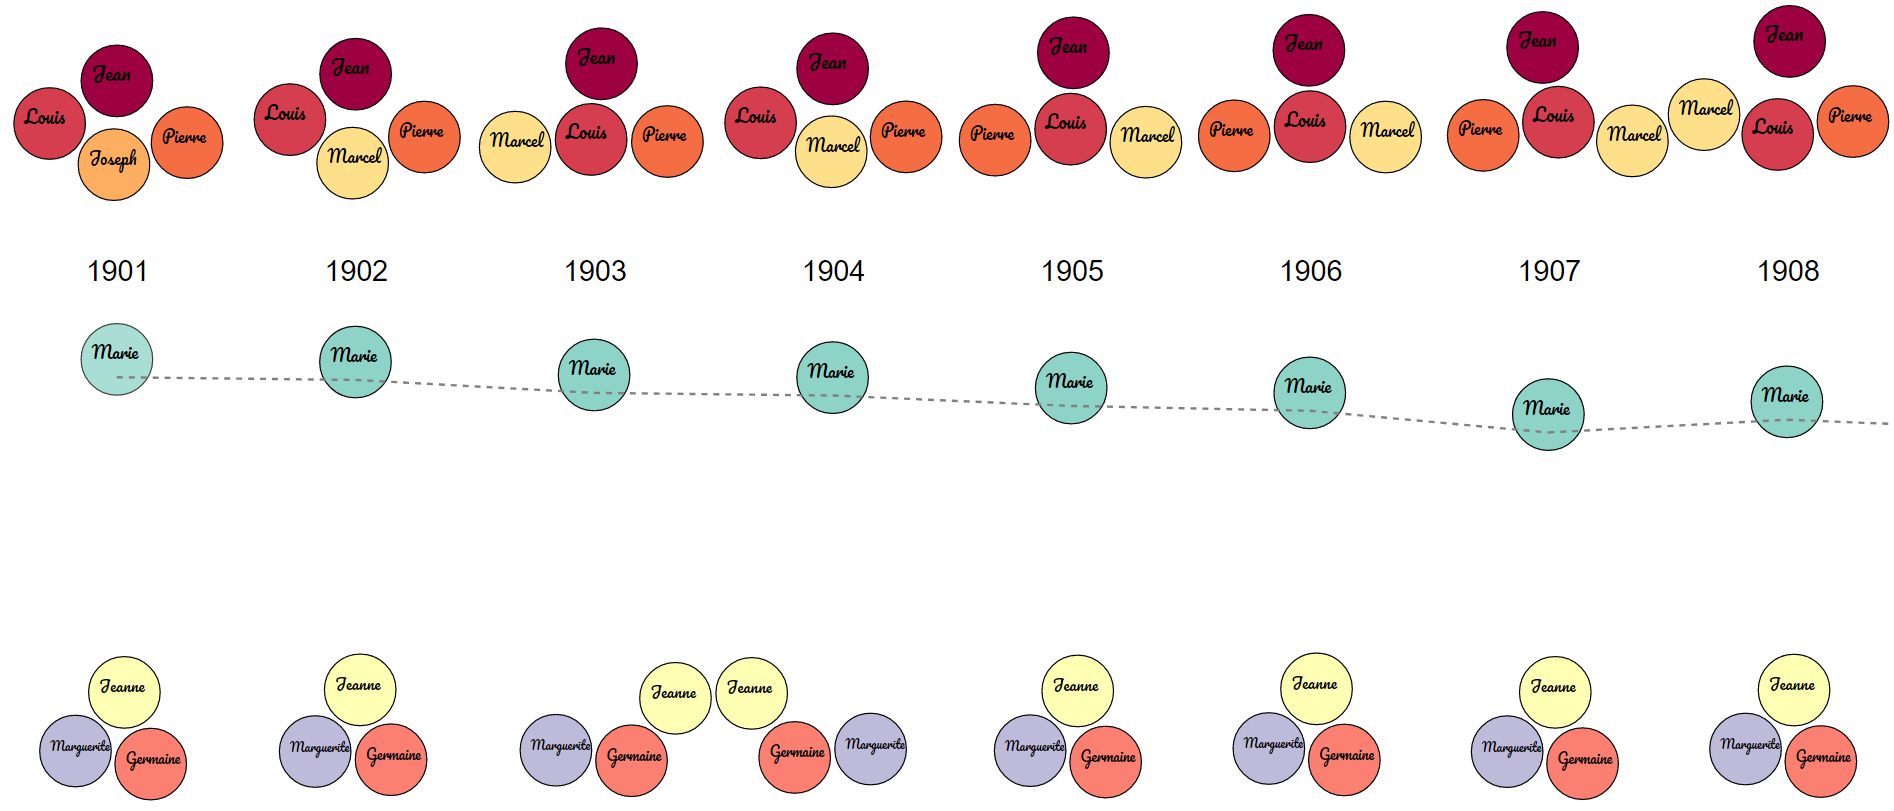 Jean Louis Joseph Pierre
Jean Louis Marcel Pierre
Jean Marcel Louis Pierre
Jean Louis Marcel Pierre
Jean Pierre Louis Marcel
Jean Pierre Louis Marcel
Jean Pierre Louis Marcel
Jean Marcel Louis Pierre
1901 1902 1903 1904 1905 1906 1907 1908
Marie Marie Marie Marie Marie Marie Marie Marie
Jeanne Marguerite Germaine
Jeanne Marguerite Germaine
Jeanne Marguerite Germaine
Jeanne Germaine Marguerite
Jeanne Marguerite Germaine
Jeanne Marguerite Germaine
Jeanne Marguerite Germaine
Jeanne Marguerite Germaine